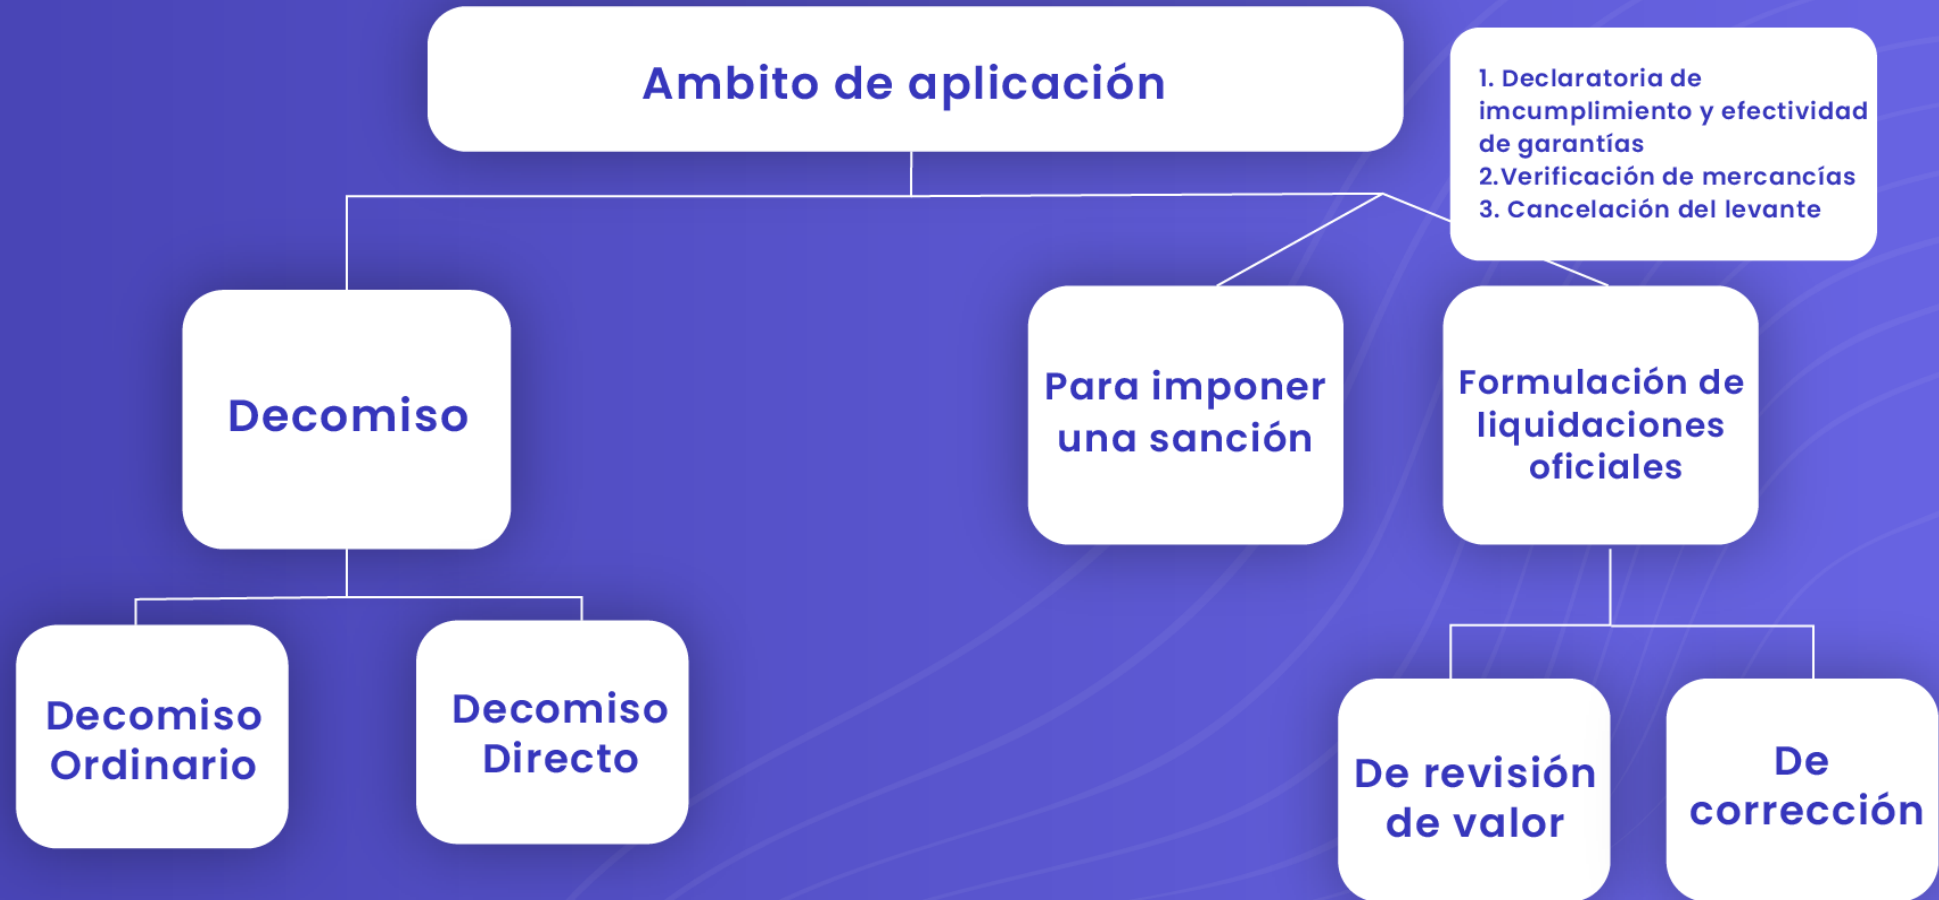 Ambito de aplicación
1. Declaratoria de
imcumplimiento y efectividad
de garantías
2.Verificación de mercancías
3. Cancelación del levante
Decomiso
Para imponer
una sanción
Formulación de
liquidaciones
oficiales
Decomiso
Ordinario
Decomiso
Directo
De revisión
de valor
De
corrección